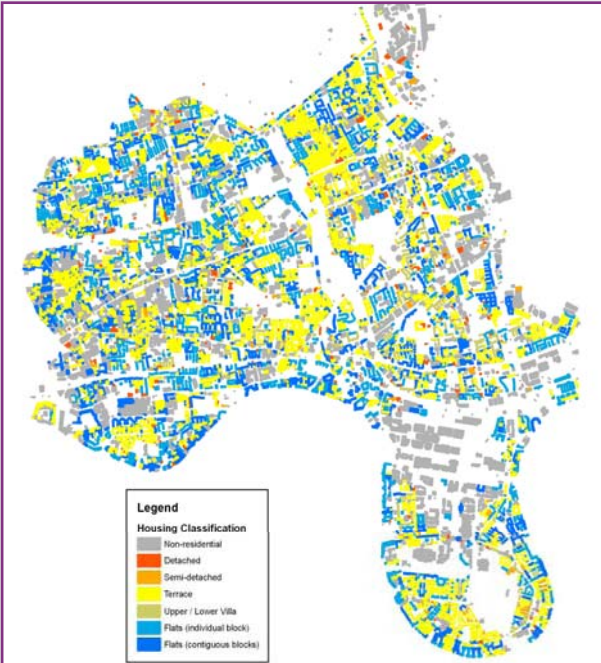 Legend
Housing Classification
Non-residential
Detached
Semi-detached
Terrace
Upper / Lower Villa
Flats (individual block)
Flats (contiguous blocks)